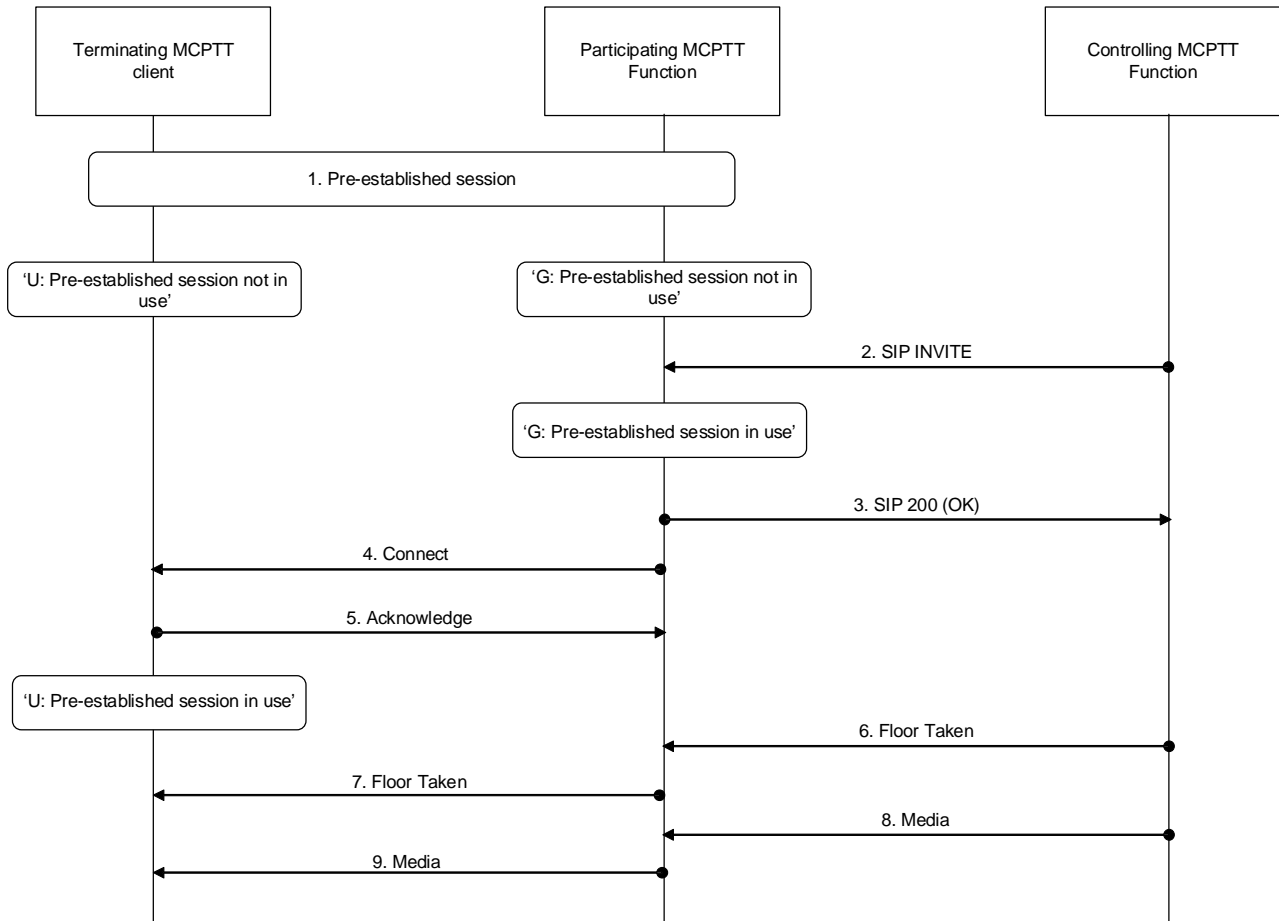 Terminating MCPTT
client
Participating MCPTT
Function
Controlling MCPTT
Function
1. Pre-established session
‘U: Pre-established session not in
use’
‘G: Pre-established session not in
use’
2. SIP INVITE
‘G: Pre-established session in use’
3. SIP 200 (OK)
4. Connect
5. Acknowledge
‘U: Pre-established session in use’
6. Floor Taken
7. Floor Taken
8. Media
9. Media